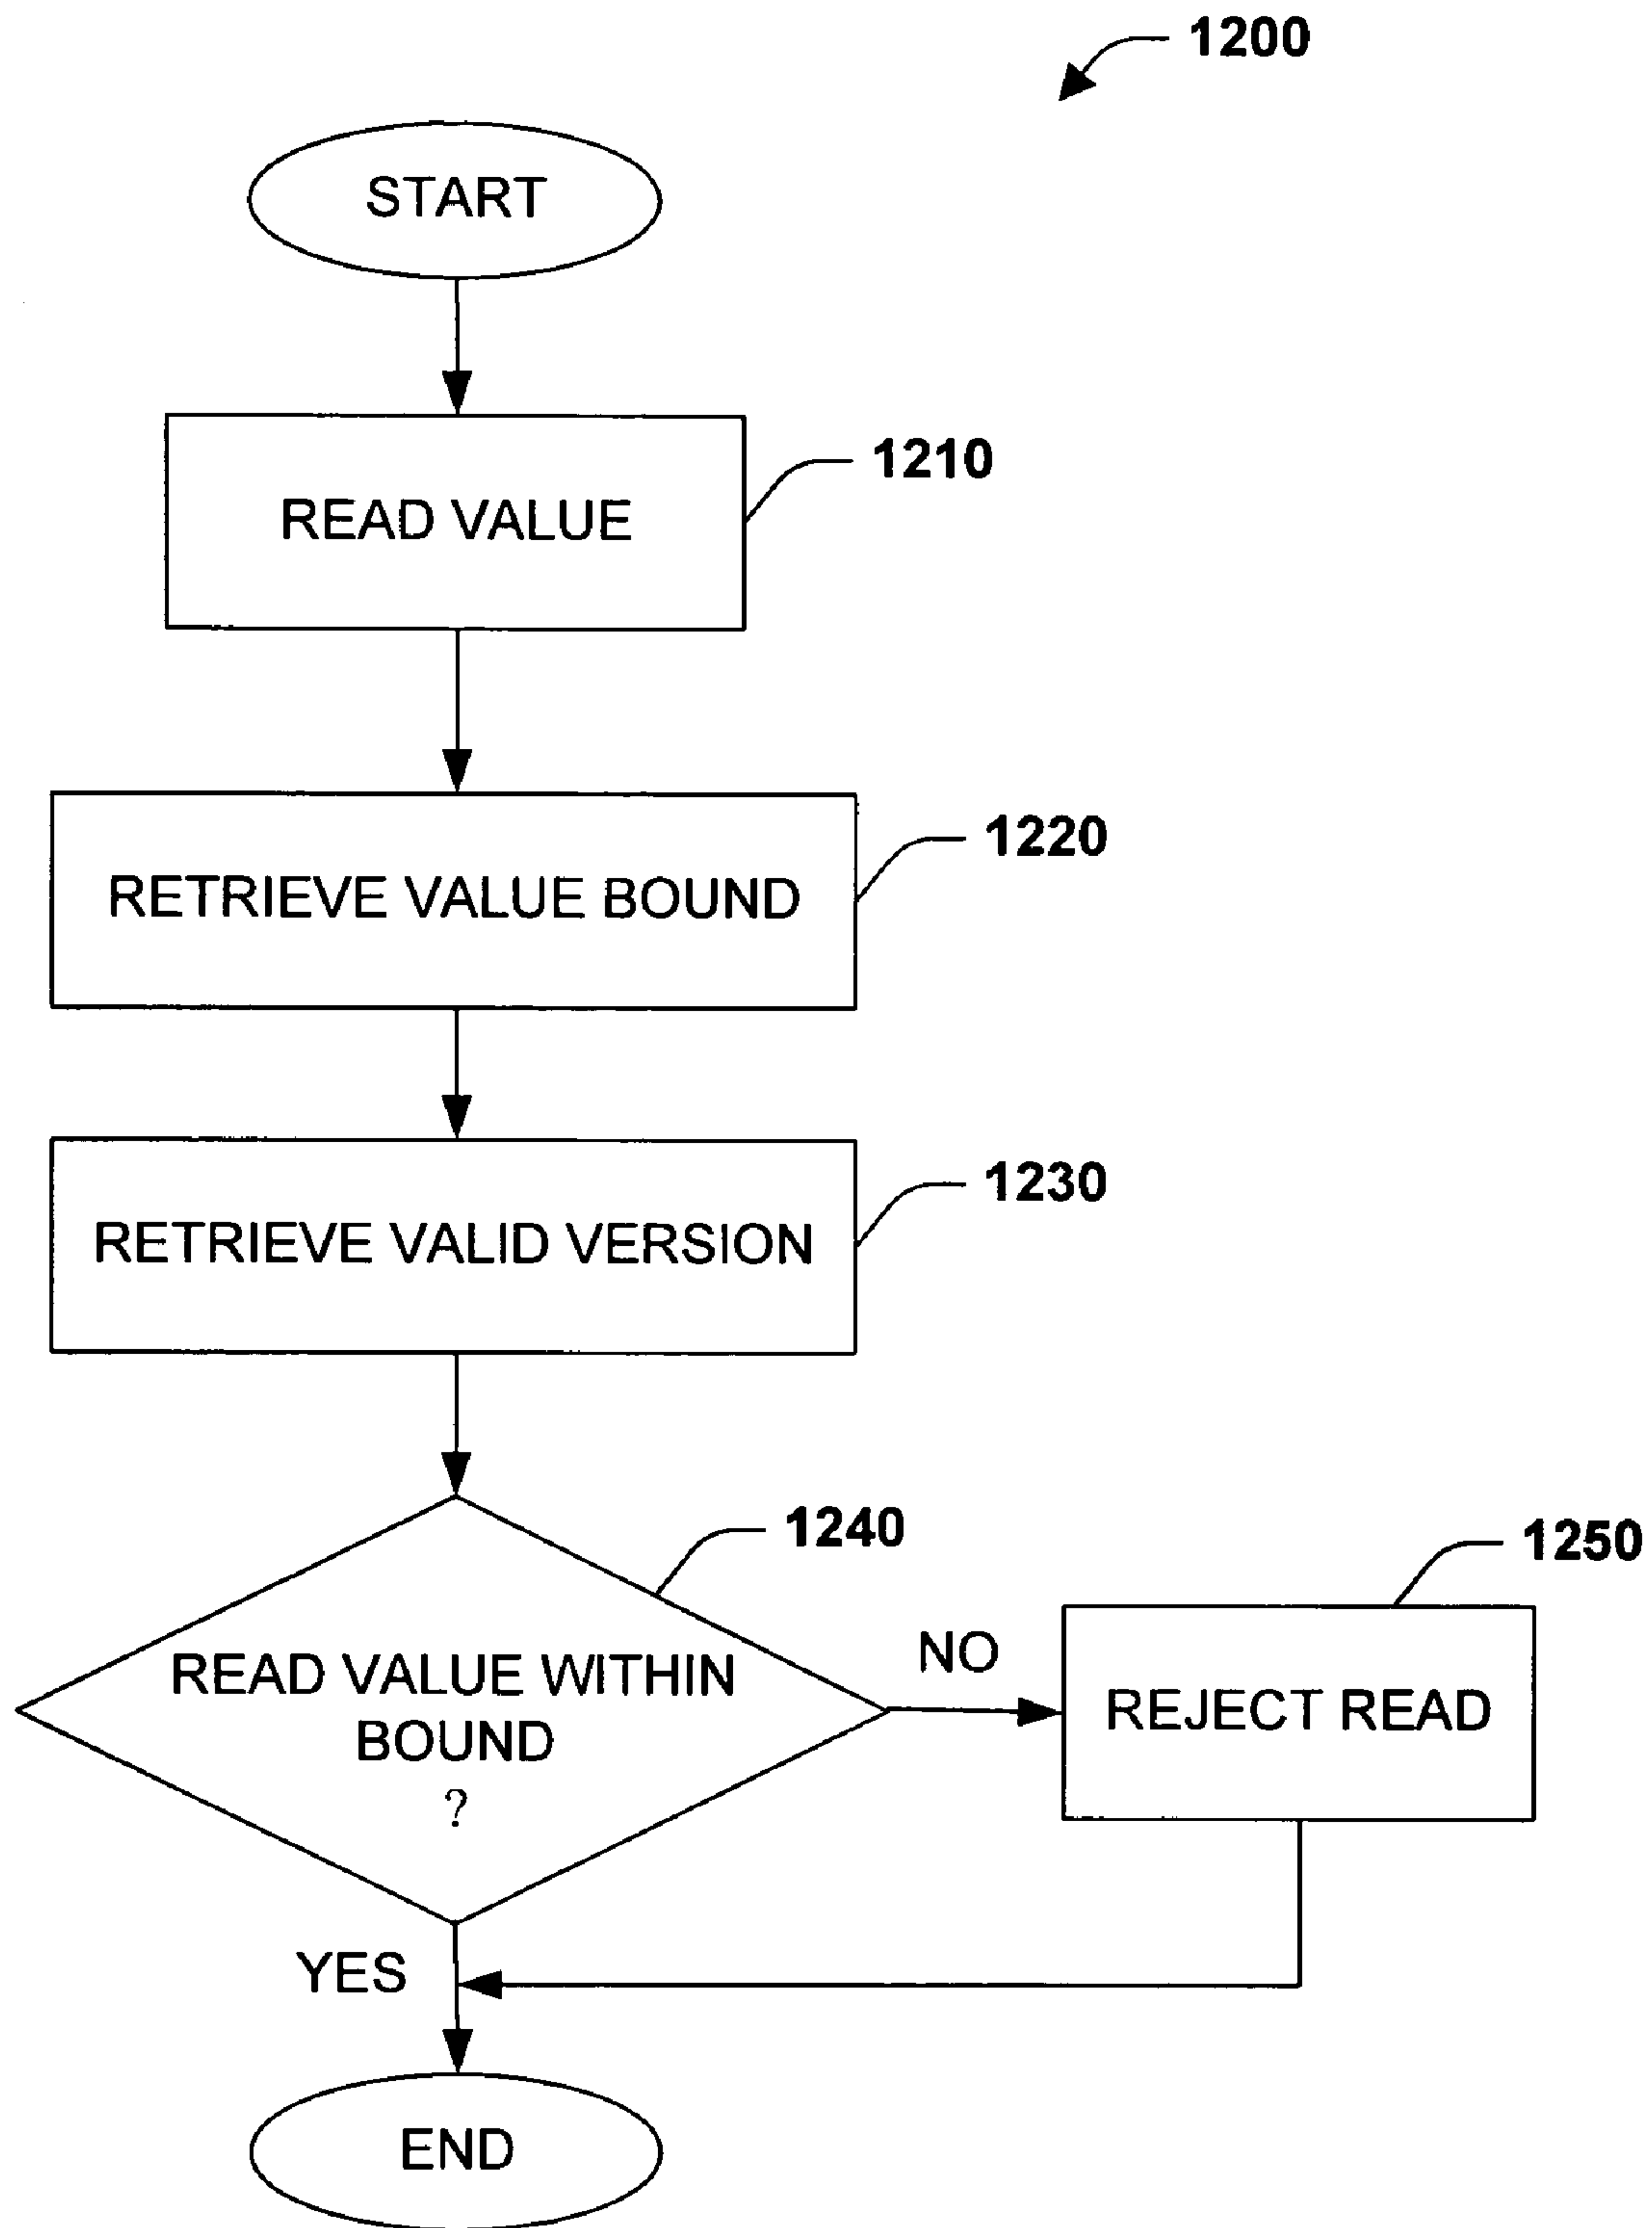 1200
START
1210
READ VALUE
1220
RETRIEVE VALUE BOUND
1230
RETRIEVE VALID VERSION
1240
1250
READ VALUE WITHIN
BOUND
?
NO
REJECT READ
YES
END